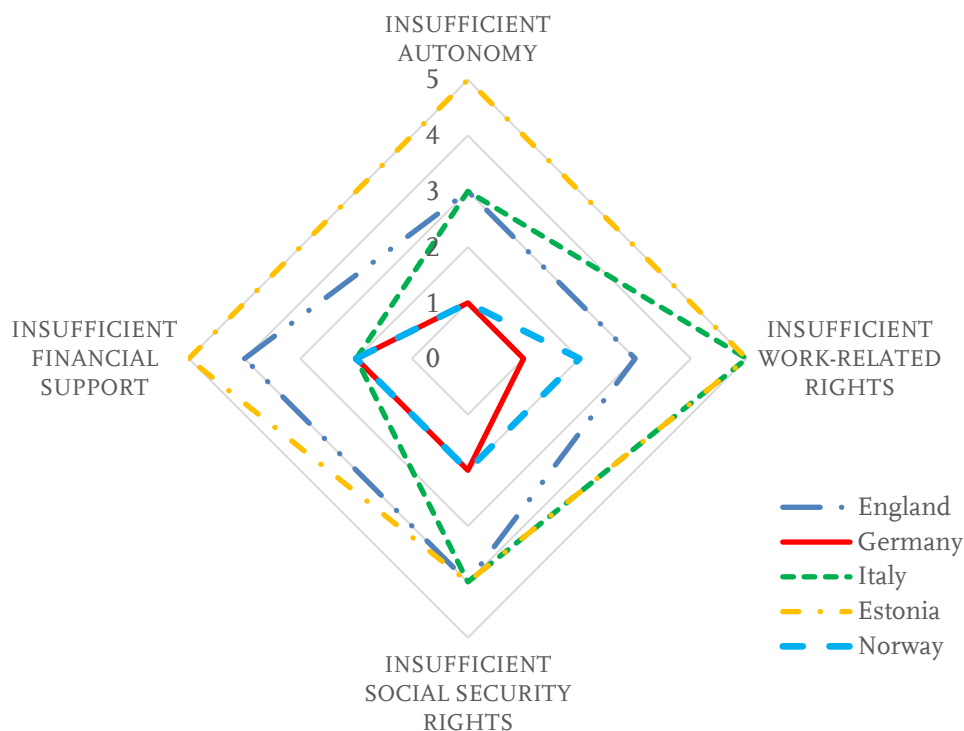 INSUFFICIENT
AUTONOMY
5
4
3
2
1
0
INSUFFICIENT
FINANCIAL
SUPPORT
INSUFFICIENT
WORK-RELATED
RIGHTS
England
Germany
Italy
Estonia
Norway
INSUFFICIENT
SOCIAL SECURITY
RIGHTS